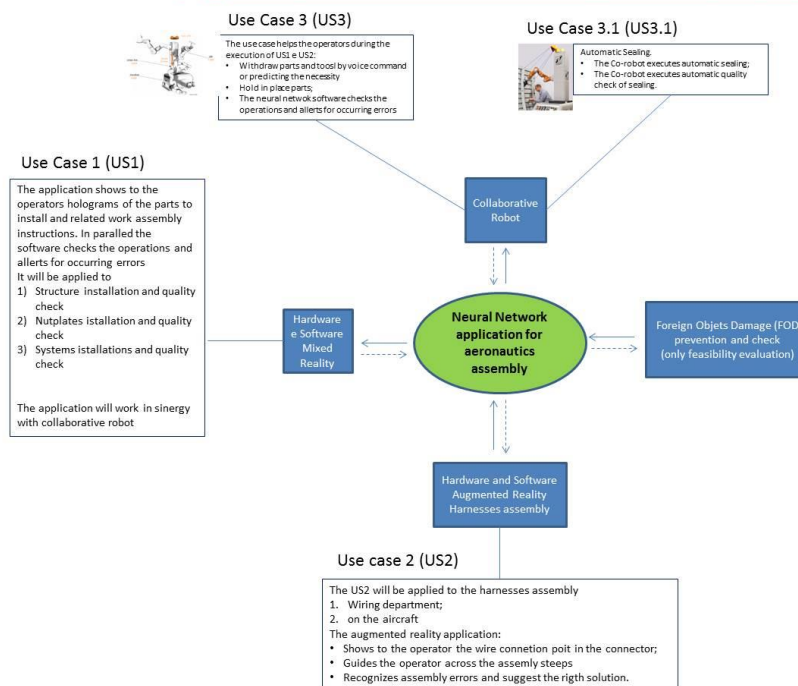 Use Case 3 (US3)
The use case helps the operators during the
execution of US1 e US2:
• Withdraw parts and toosl by voice command
or predicting the necessity
• Hold in place parts;
• The neural netwok software checks the
operations and allerts for occurring errors
Use Case 3.1 (US3.1)
Automatic Sealing.
• The Co-robot executes automatic sealing;
• The Co-robot executes automatic quality
check of sealing.
Use Case 1 (US1)
The application shows to the
operators holograms of the parts to
install and related work assembly
instructions. In paralled the
software checks the operations and
allerts for occurring errors
It will be applied to
1) Structure installation and quality
check
2) Nutplates istallation and quality
check
3) Systems istallations and quality
check
The application will work in sinergy
with collaborative robot
Collaborative
Robot
Hardware
e Software
Mixed
Reality
Neural Network
application for
aeronautics
assembly
Foreign Objets Damage (FOD
prevention and check
(only feasibility evaluation)
Hardware and Software
Augmented Reality
Harnesses assembly
Use case 2 (US2)
The US2 will be applied to the harnesses assembly
1. Wiring department;
2. on the aircraft
The augmented reality application:
• Shows to the operator the wire connetion poit in the connector;
• Guides the operator across the assemly steeps
• Recognizes assembly errors and suggest the rigth solution.